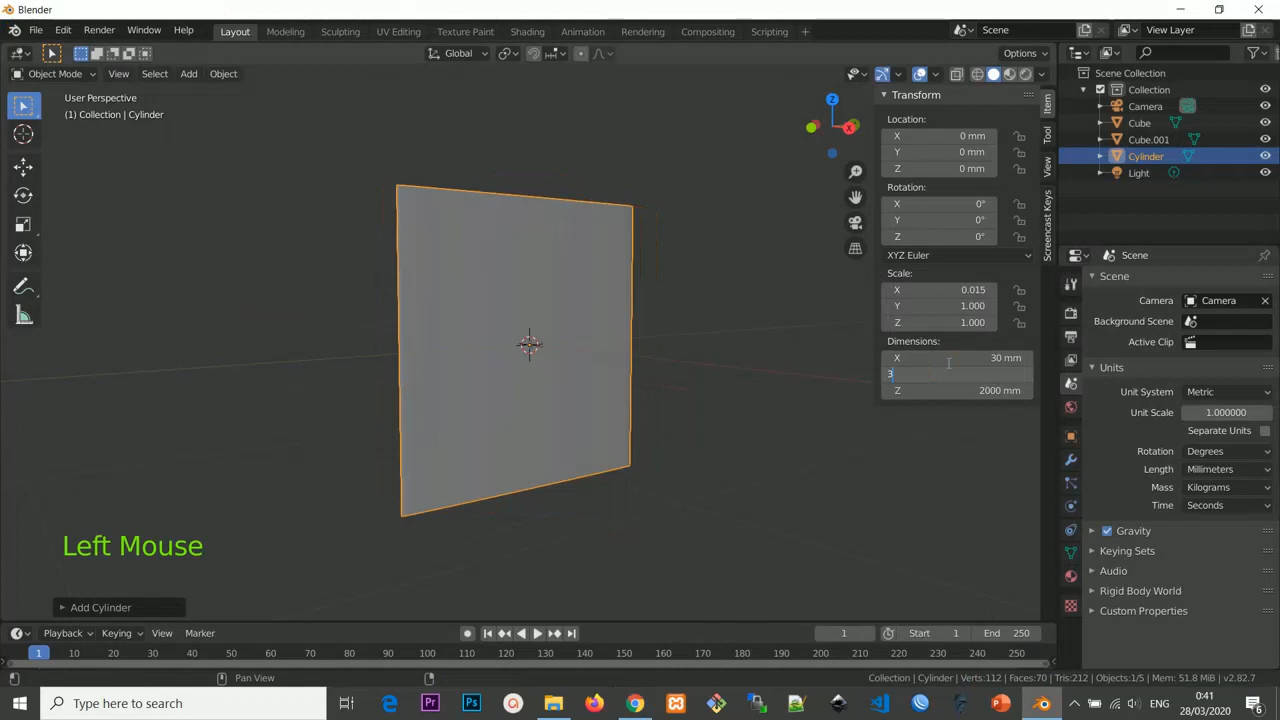 Blender
File Edit Render Window Help
Layout Modeling Sculpting UV Editing Texture Paint Shading Animation Rendering Compositing Scripting +
Scene
View Layer
Global
Options
Object Mode View Select Add Object
User Perspective
(1) Collection | Cylinder
Z
X
Transform
Location:
X 0 mm
Y 0 mm
Z 0 mm
Rotation:
X 0°
Y 0°
Z 0°
XYZ Euler
Scale:
X 0.015
Y 1.000
Z 1.000
Dimensions:
X 30 mm
3
Z 2000 mm
Item
Tool
View
Screencast Keys
Scene Collection
Collection
Camera
Cube
Cube.001
Cylinder
Light
Scene
Scene
Camera Camera
Background Scene
Active Clip
Units
Unit System Metric
Unit Scale 1.000000
Separate Units
Rotation Degrees
Length Millimeters
Mass Kilograms
Time Seconds
Gravity
Keying Sets
Audio
Rigid Body World
Custom Properties
Left Mouse
Add Cylinder
Playback Keying View Marker
1
Start 1
End 250
1 10 20 30 40 50 60 70 80 90 100 110 120 130 140 150 160 170 180 190 200 210 220 230 240 250
Pan View
Collection | Cylinder | Verts:112 | Faces:70 | Tris:212 | Objects:1/5 | Mem: 51.8 MiB | v2.82.7
Type here to search
ENG
0:41
28/03/2020
6